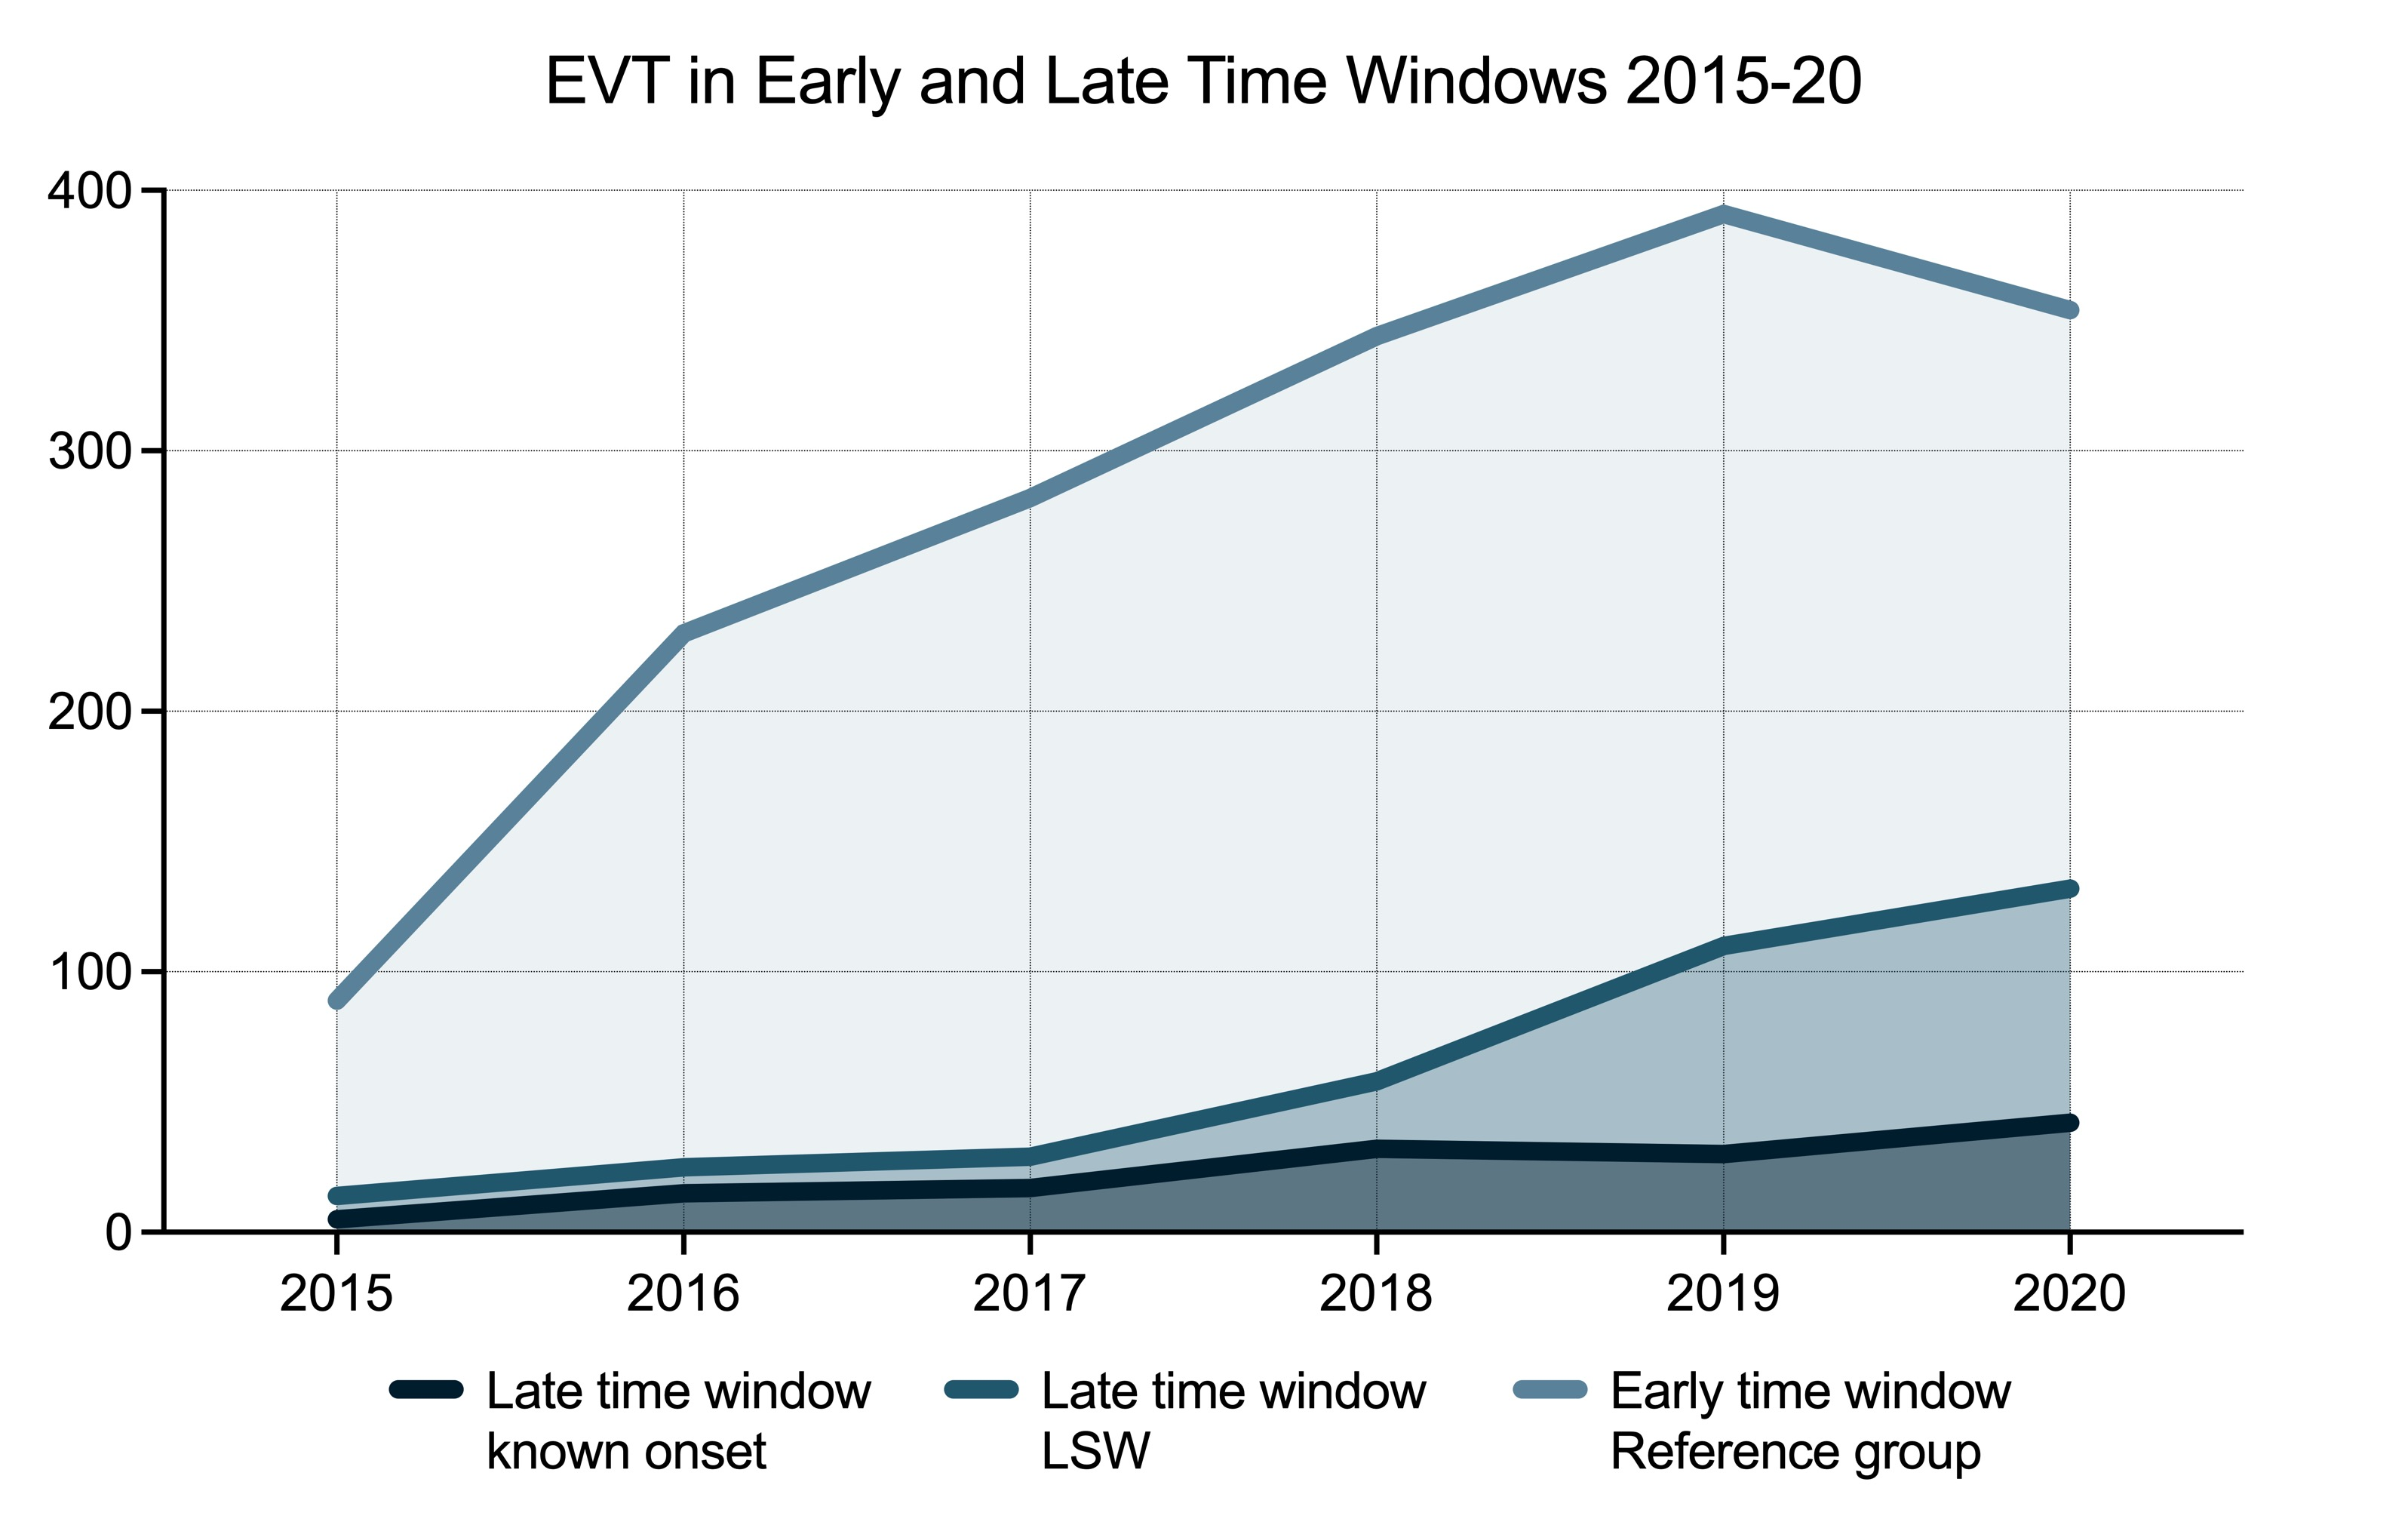 EVT in Early and Late Time Windows 2015-20
400
300
200
100
0
2015 2016 2017 2018 2019 2020
Late time window Late time window Early time window
known onset LSW Reference group